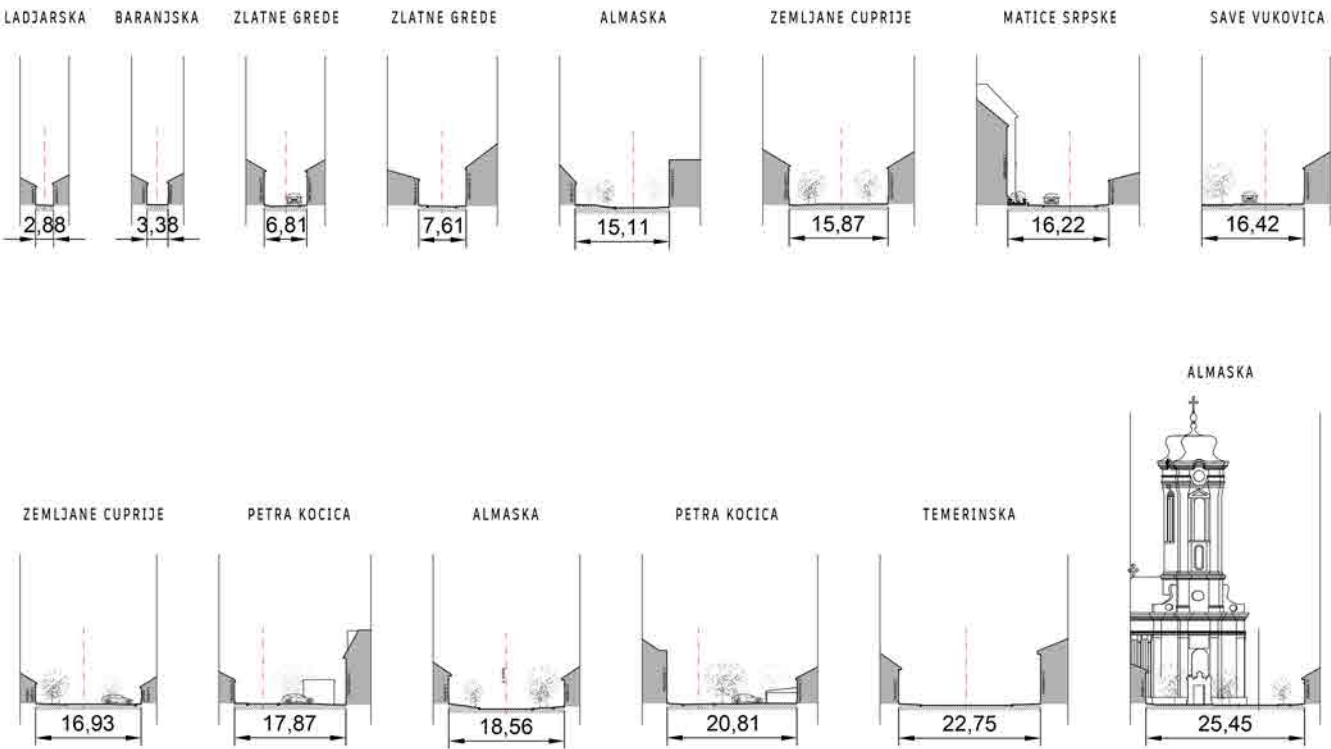 LADJARSKA BARANJSKA ZLATNE GREDE ZLATNE GREDE ALMASKA ZEMLJANE CUPRIJE MATICE SRPSKE SAVE VUKOVICA
2,88 3,38 6,81 7,61 15,11 15,87 16,22 16,42
ALMASKA
ZEMLJANE CUPRIJE PETRA KOCICA ALMASKA PETRA KOCICA TEMERINSKA
16,93 17,87 18,56 20,81 22,75 25,45